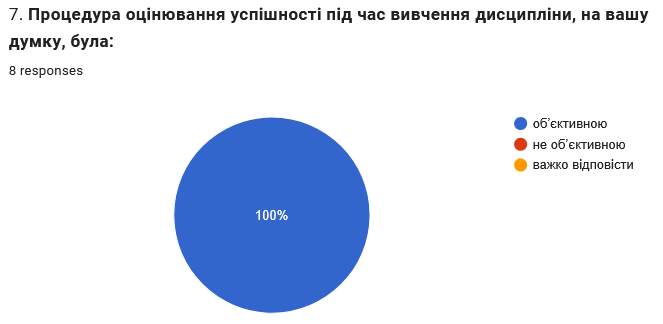 7. Процедура оцінювання успішності під час вивчення дисципліни, на вашу
думку, була:
8 responses
об’єктивною
не об’єктивною
важко відповісти
100%